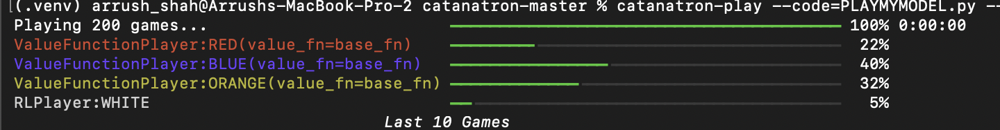 (.venv) arrush_shah@Arrushs-MacBook-Pro-2 catanatron-master % catanatron-play --code=PLAYMYMODEL.py --
Playing 200 games... 100% 0:00:00
ValueFunctionPlayer:RED(value_fn=base_fn) 22%
ValueFunctionPlayer:BLUE(value_fn=base_fn) 40%
ValueFunctionPlayer:ORANGE(value_fn=base_fn) 32%
RLPlayer:WHITE 5%
Last 10 Games